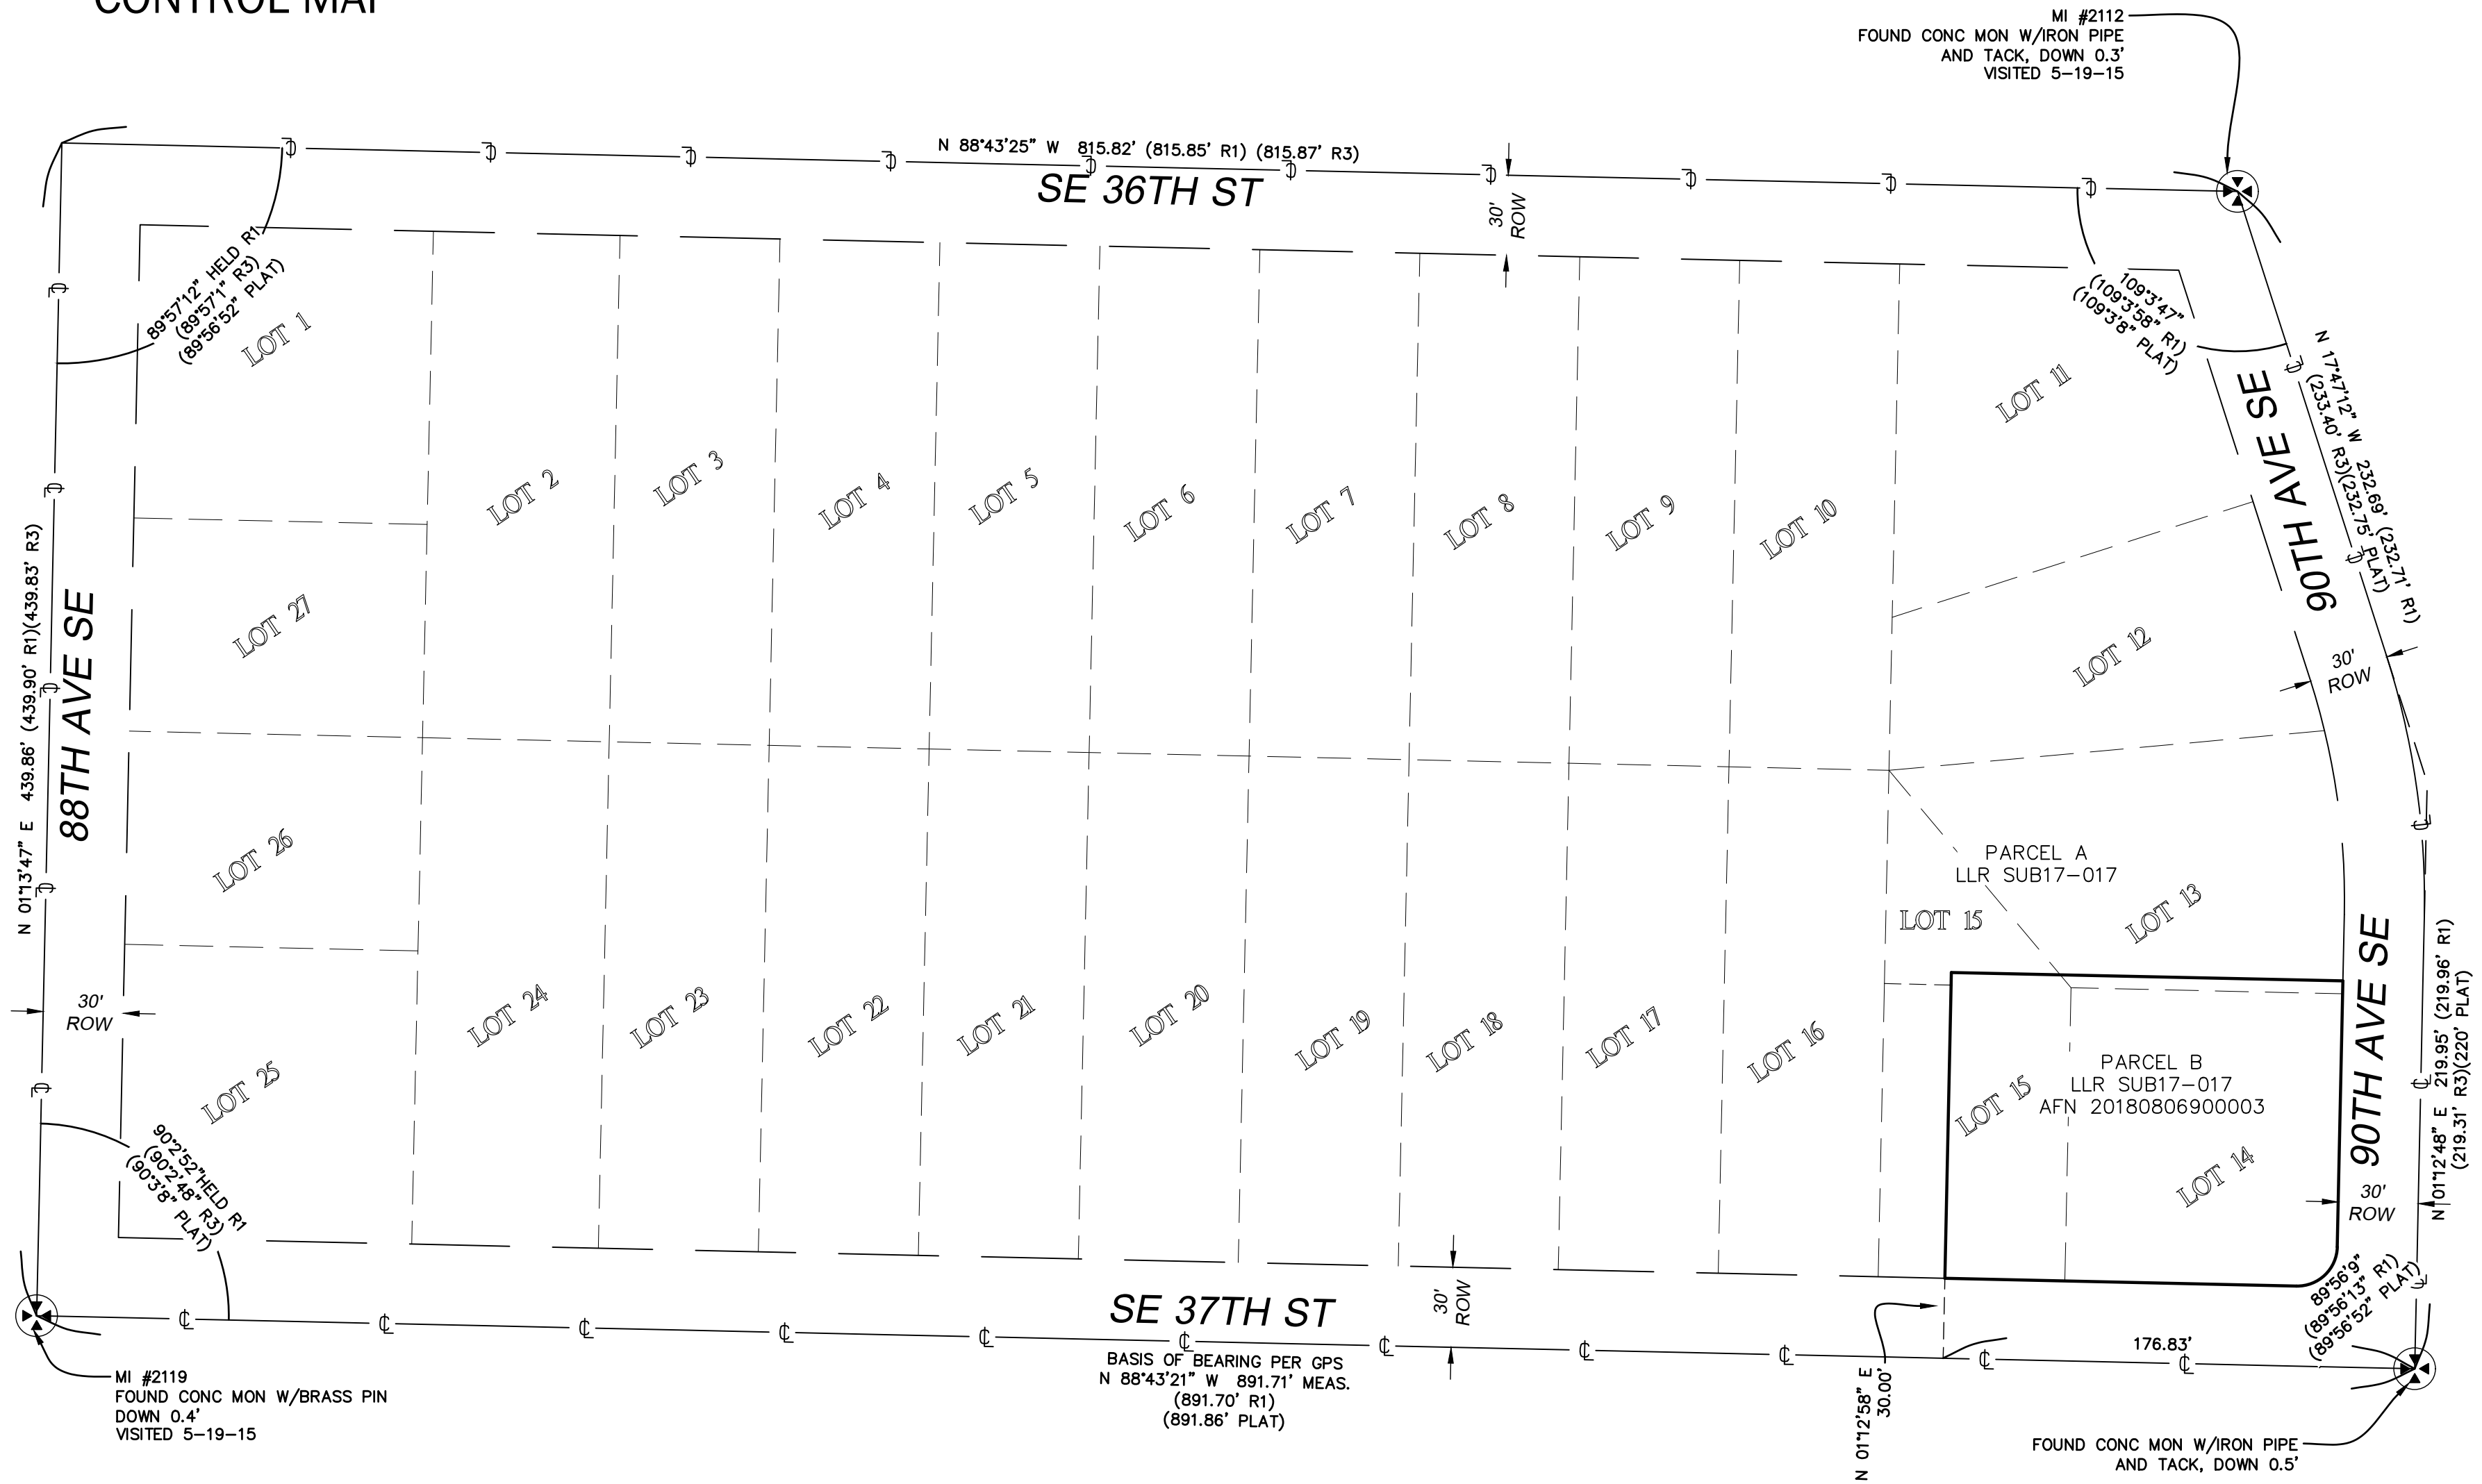 CONTROL MAP
MI #2112
FOUND CONC MON W/IRON PIPE
AND TACK, DOWN 0.3'
VISITED 5-19-15
N 88°43'25" W 815.82' (815.85' R1) (815.87' R3)
SE 36TH ST
30'
ROW
89°57'12" HELD R1
(89°57'1" R3)
(89°56'52" PLAT)
109°3'47"
(109°3'58" R1)
(109°3'8" PLAT)
N 17°47'12" W 232.69' (232.71' R1)
(233.40' R3)(232.75' PLAT)
90TH AVE SE
30'
ROW
LOT 1
LOT 2
LOT 3
LOT 4
LOT 5
LOT 6
LOT 7
LOT 8
LOT 9
LOT 10
LOT 11
LOT 12
LOT 27
LOT 26
N 01°13'47" E 439.86' (439.90' R1)(439.83' R3)
88TH AVE SE
30'
ROW
PARCEL A
LLR SUB17-017
LOT 15
LOT 13
LOT 25
LOT 24
LOT 23
LOT 22
LOT 21
LOT 20
LOT 19
LOT 18
LOT 17
LOT 16
PARCEL B
LLR SUB17-017
AFN 20180806900003
LOT 15
LOT 14
90TH AVE SE
30'
ROW
N 01°12'48" E 219.95' (219.96' R1)
(219.31' R3)(220' PLAT)
90°2'52"HELD R1
(90°2'48" R3)
(90°3'8" PLAT)
89°56'9"
(89°56'13" R1)
(89°56'52" PLAT)
SE 37TH ST
30'
ROW
176.83'
BASIS OF BEARING PER GPS
N 88°43'21" W 891.71' MEAS.
(891.70' R1)
(891.86' PLAT)
N 01°12'58" E
30.00'
MI #2119
FOUND CONC MON W/BRASS PIN
DOWN 0.4'
VISITED 5-19-15
FOUND CONC MON W/IRON PIPE
AND TACK, DOWN 0.5'